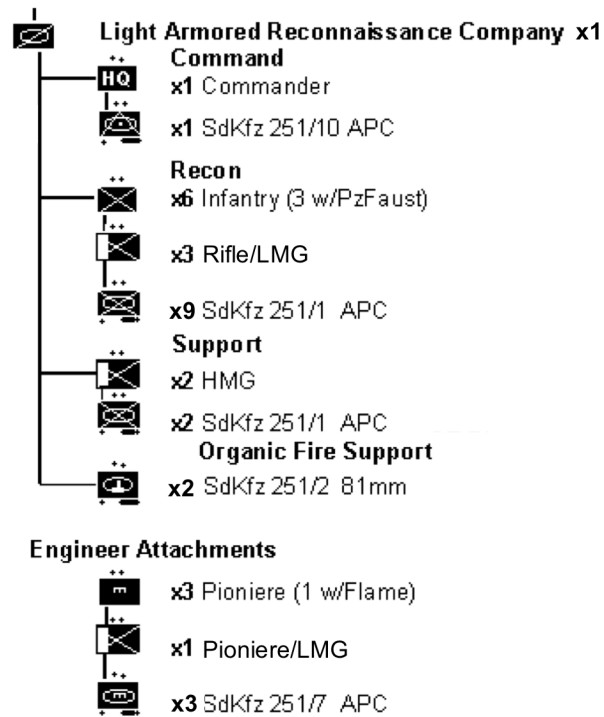 Light Armored Reconnaissance Company x1
Command
HQ x1 Commander
x1 SdKfz 251/10 APC
Recon
x6 Infantry (3 w/PzFaust)
x3 Rifle/LMG
x9 SdKfz 251/1 APC
Support
x2 HMG
x2 SdKfz 251/1 APC
Organic Fire Support
x2 SdKfz 251/2 81mm
Engineer Attachments
x3 Pioniere (1 w/Flame)
x1 Pioniere/LMG
x3 SdKfz 251/7 APC